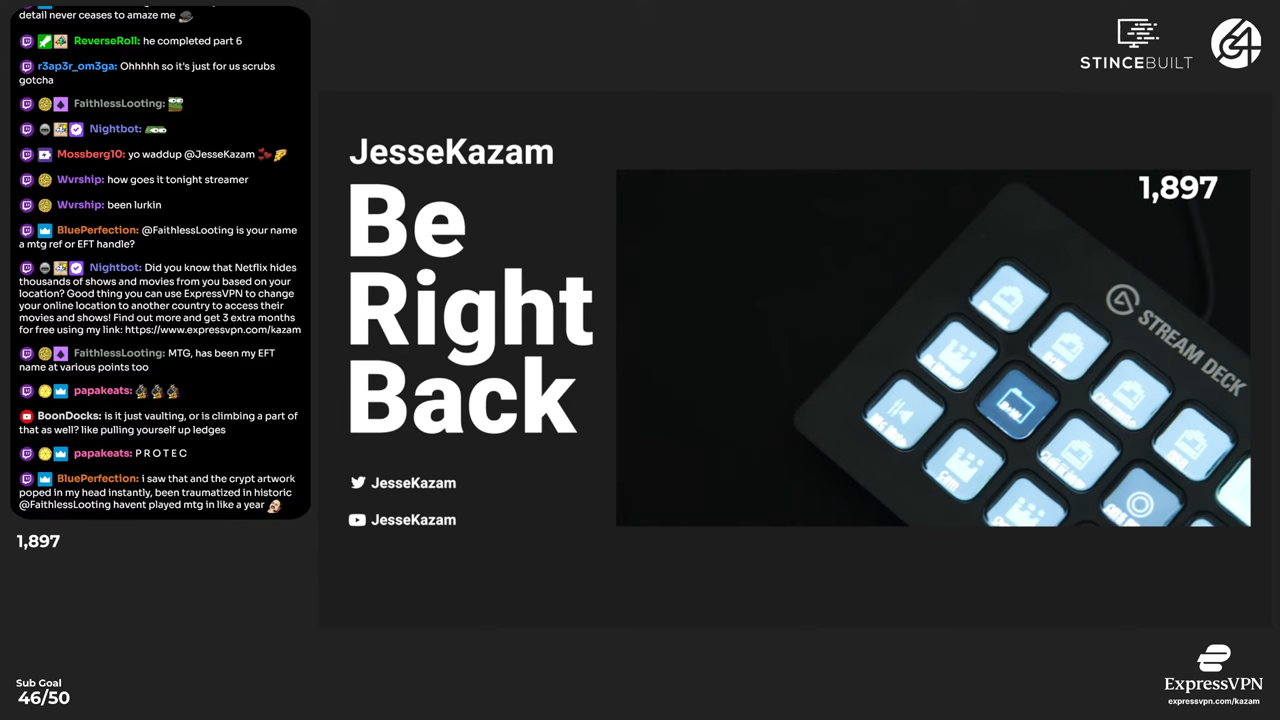 detail never ceases to amaze me
ReverseRoll: he completed part 6
r3ap3r_om3ga: Ohhhhh so it's just for us scrubs
gotcha
FaithlessLooting:
Nightbot:
Mossberg10: yo waddup @JesseKazam
Wvrship: how goes it tonight streamer
Wvrship: been lurkin
BluePerfection: @FaithlessLooting is your name
a mtg ref or EFT handle?
Nightbot: Did you know that Netflix hides
thousands of shows and movies from you based on your
location? Good thing you can use ExpressVPN to change
your online location to another country to access their
movies and shows! Find out more and get 3 extra months
for free using my link: https://www.expressvpn.com/kazam
FaithlessLooting: MTG, has been my EFT
name at various points too
papakeats:
BoonDocks: is it just vaulting, or is climbing a part of
that as well? like pulling yourself up ledges
papakeats: P R O T E C
BluePerfection: i saw that and the crypt artwork
poped in my head instantly, been traumatized in historic
@FaithlessLooting havent played mtg in like a year
1,897
Sub Goal
46/50
STINCEBUILT
G4
JesseKazam
Be
Right
Back
JesseKazam
JesseKazam
1,897
STREAM DECK
ExpressVPN
expressvpn.com/kazam